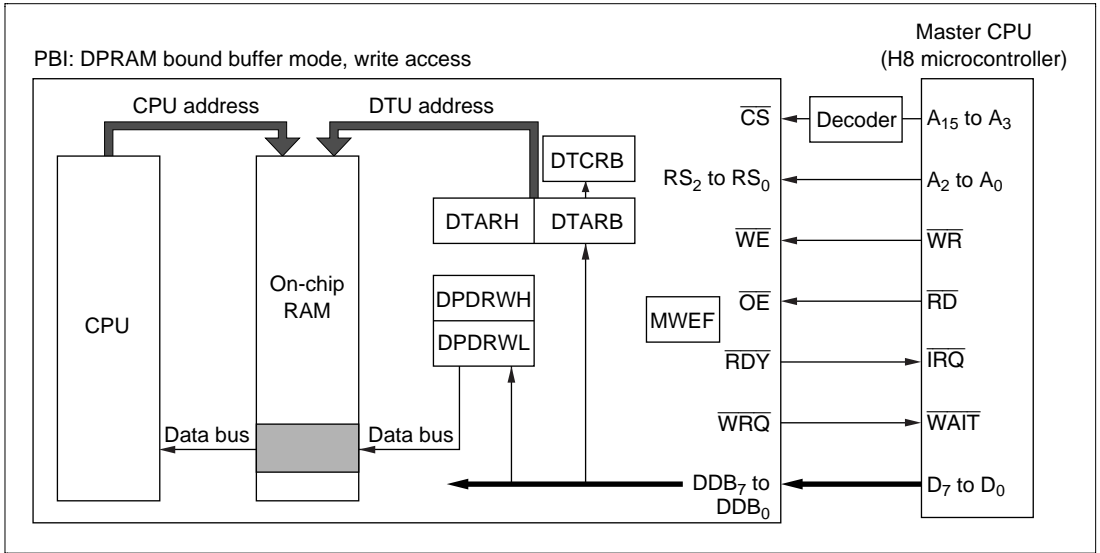 Master CPU
(H8 microcontroller)
PBI: DPRAM bound buffer mode, write access
CPU address
DTU address
CS
Decoder
A15 to A3
DTCRB
RS2 to RS0
A2 to A0
DTARH
DTARB
WE
WR
On-chip
RAM
DPDRWH
DPDRWL
MWEF
OE
RD
CPU
RDY
IRQ
WRQ
WAIT
Data bus
Data bus
DDB7 to
DDB0
D7 to D0